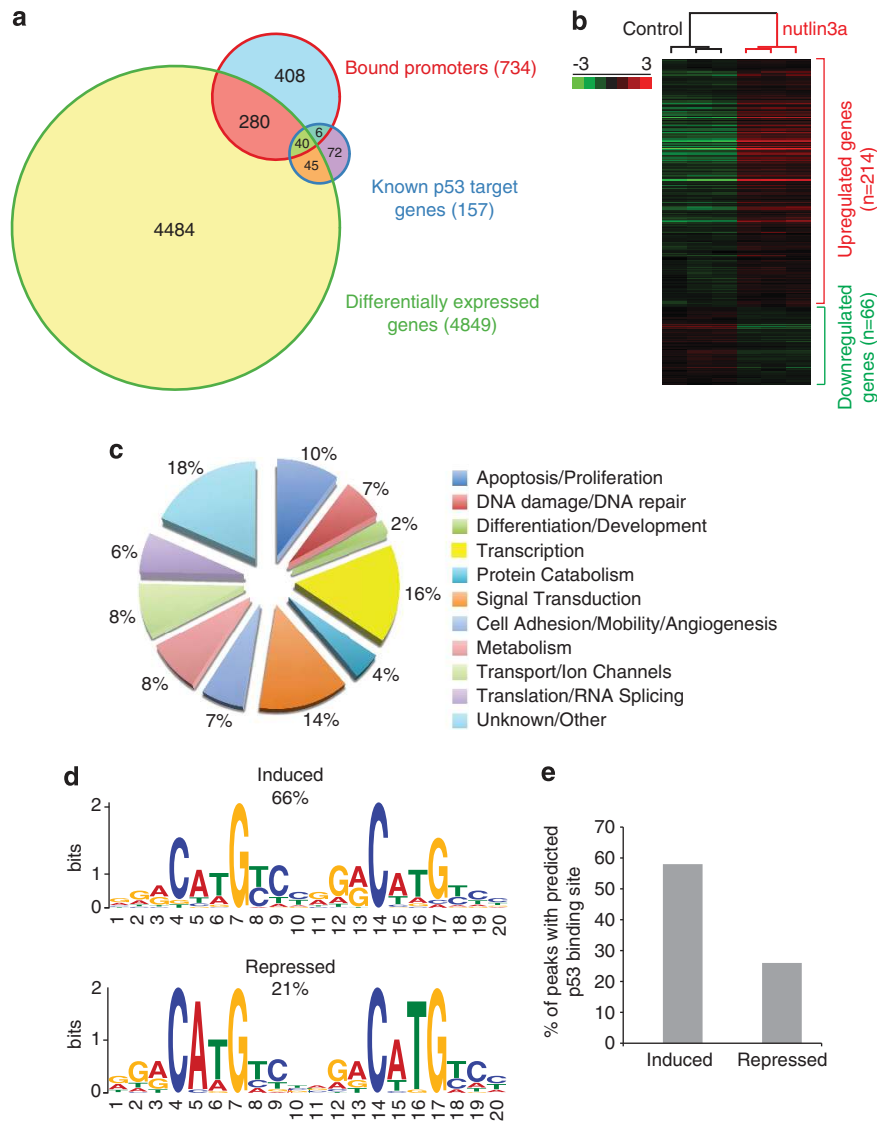 a
408
Bound promoters (734)
280
6
40
72
45
Known p53 target
genes (157)
4484
Differentially expressed
genes (4849)
b
Control
nutlin3a
-3
3
Upregulated genes
(n=214)
Downregulated
genes (n=66)
c
10%
7%
2%
16%
4%
14%
7%
8%
8%
6%
18%
Apoptosis/Proliferation
DNA damage/DNA repair
Differentiation/Development
Transcription
Protein Catabolism
Signal Transduction
Cell Adhesion/Mobility/Angiogenesis
Metabolism
Transport/Ion Channels
Translation/RNA Splicing
Unknown/Other
d
Induced
66%
2
1
0
bits
1 2 3 4 5 6 7 8 9 10 11 12 13 14 15 16 17 18 19 20
Repressed
21%
2
1
0
bits
1 2 3 4 5 6 7 8 9 10 11 12 13 14 15 16 17 18 19 20
e
% of peaks with predicted
p53 binding site
70
60
50
40
30
20
10
0
Induced
Repressed